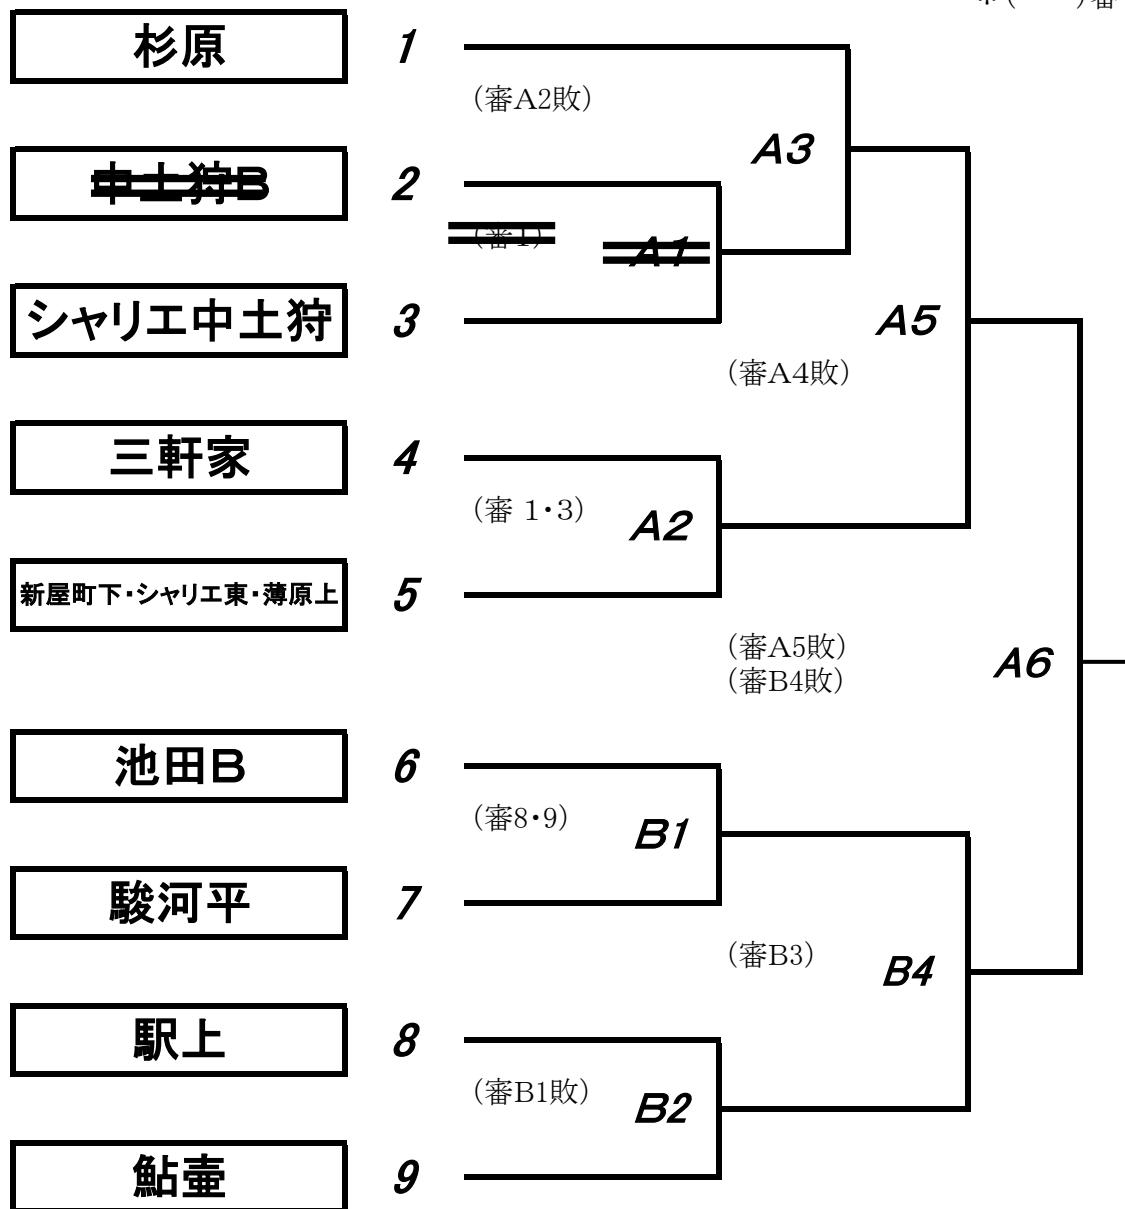 (　　)審
杉原
1
(審A2敗)
A3
中土狩B
2
(審1)
A1
シャリエ中土狩
3
A5
(審A4敗)
三軒家
4
(審 1・3)
A2
新屋町下・シャリエ東・薄原上
5
(審A5敗)
(審B4敗)
A6
池田B
6
(審8・9)
B1
駿河平
7
(審B3)
B4
駅上
8
(審B1敗)
B2
鮎壷
9